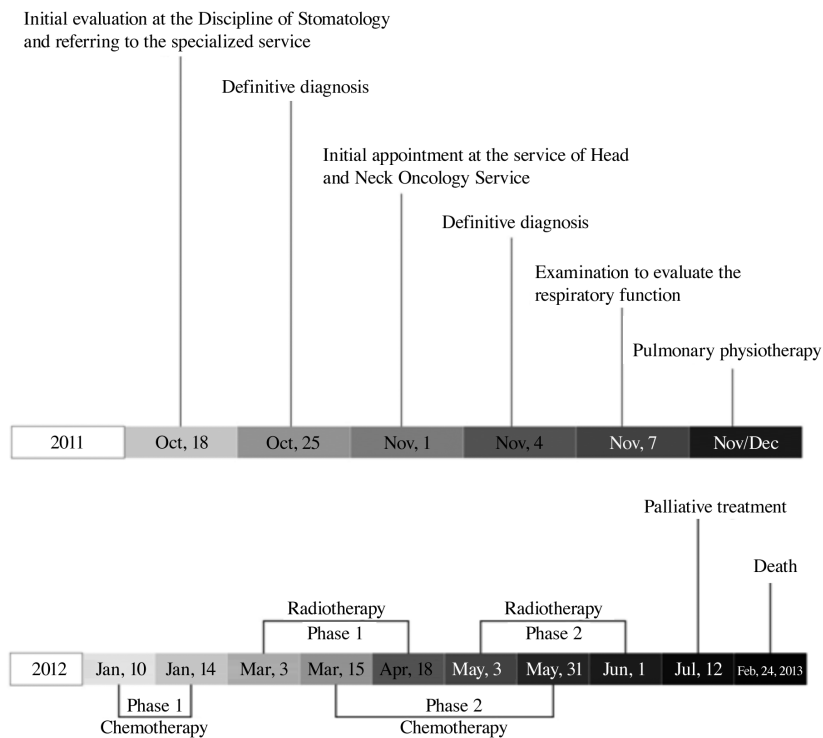 Initial evaluation at the Discipline of Stomatology
and referring to the specialized service
Definitive diagnosis
Initial appointment at the service of Head
and Neck Oncology Service
Definitive diagnosis
Examination to evaluate the
respiratory function
Pulmonary physiotherapy
2011 Oct, 18 Oct, 25 Nov, 1 Nov, 4 Nov, 7 Nov/Dec
Palliative treatment
Death
Radiotherapy Radiotherapy
Phase 1 Phase 2
2012 Jan, 10 Jan, 14 Mar, 3 Mar, 15 Apr, 18 May, 3 May, 31 Jun, 1 Jul, 12 Feb, 24, 2013
Phase 1 Phase 2
Chemotherapy Chemotherapy